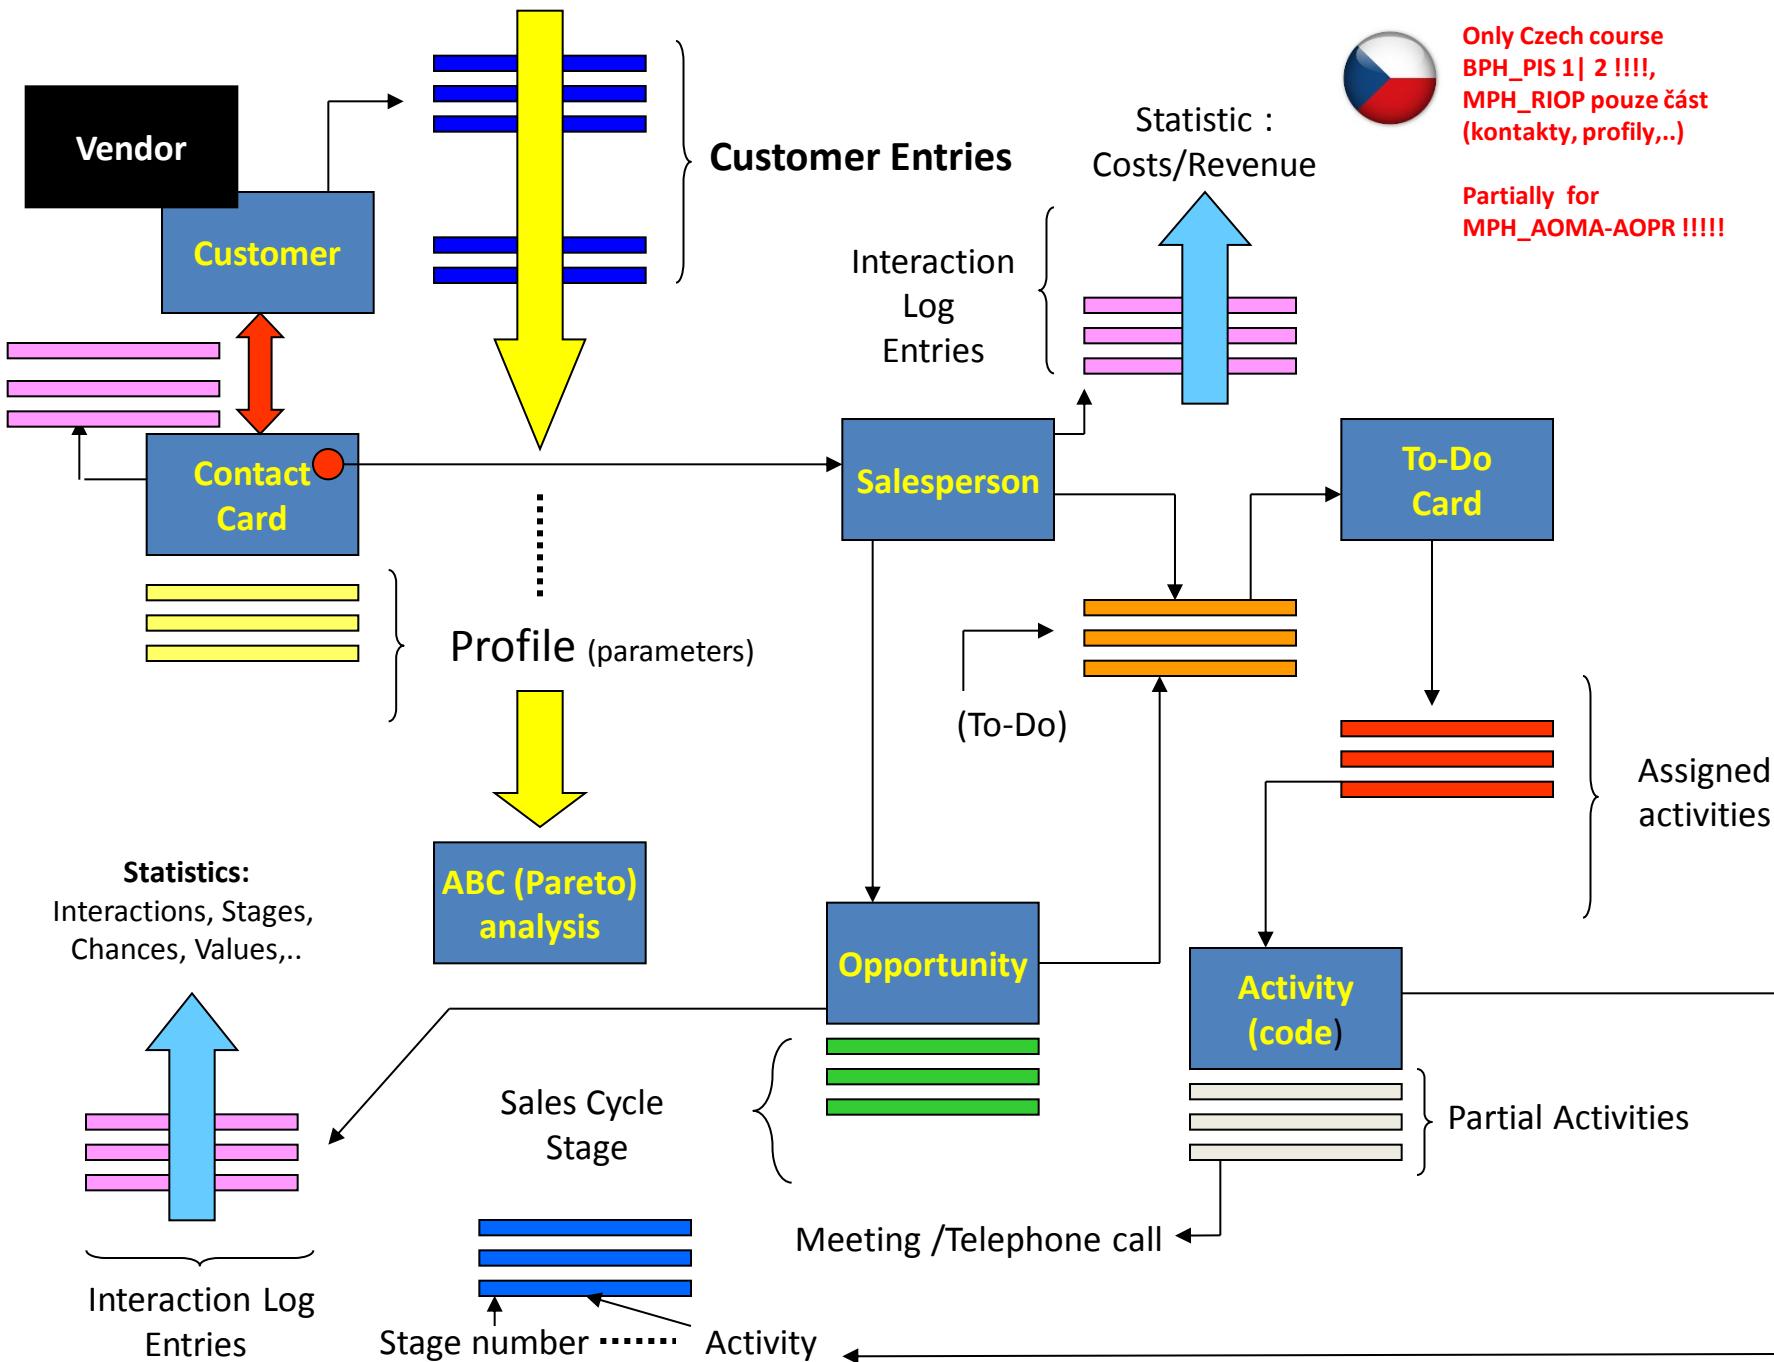 Only Czech course
BPH_PIS 1| 2 !!!!,
MPH_RIOP pouze část
(kontakty, profily,..)
Partially for
MPH_AOMA-AOPR !!!!!
Vendor
Customer
Customer Entries
Statistic :
Costs/Revenue
Interaction
Log
Entries
Contact
Card
Salesperson
To-Do
Card
Profile (parameters)
(To-Do)
Assigned
activities
ABC (Pareto)
analysis
Statistics:
Interactions, Stages,
Chances, Values,..
Opportunity
Activity
(code)
Sales Cycle
Stage
Partial Activities
Meeting /Telephone call
Interaction Log
Entries
Stage number
Activity